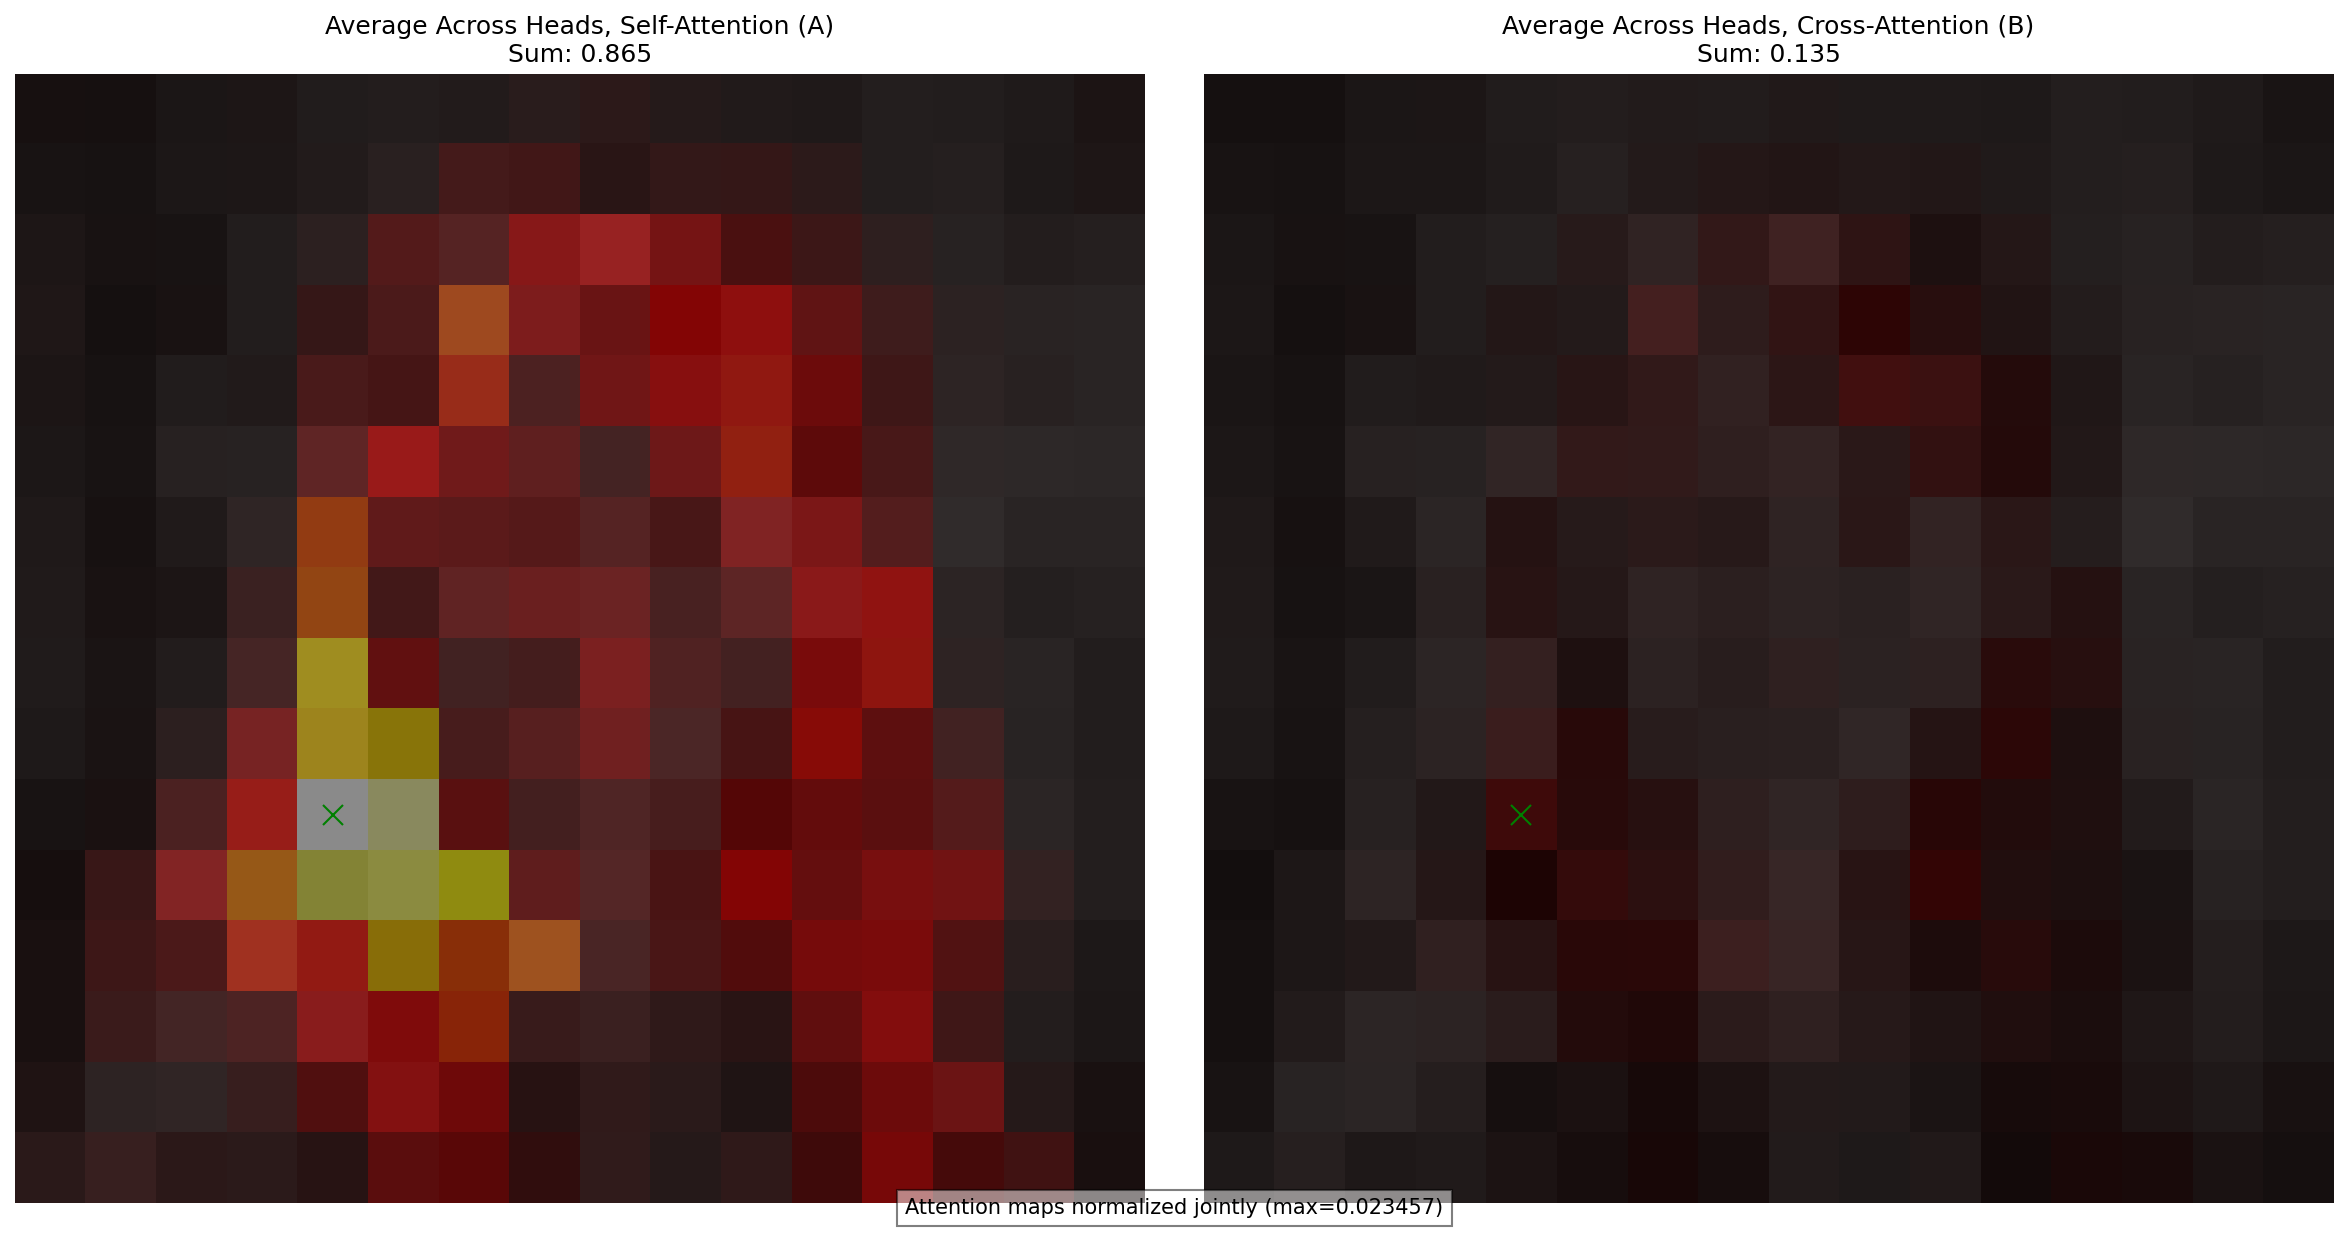 Average Across Heads, Self-Attention (A)
Sum: 0.865
Average Across Heads, Cross-Attention (B)
Sum: 0.135
Attention maps normalized jointly (max=0.023457)